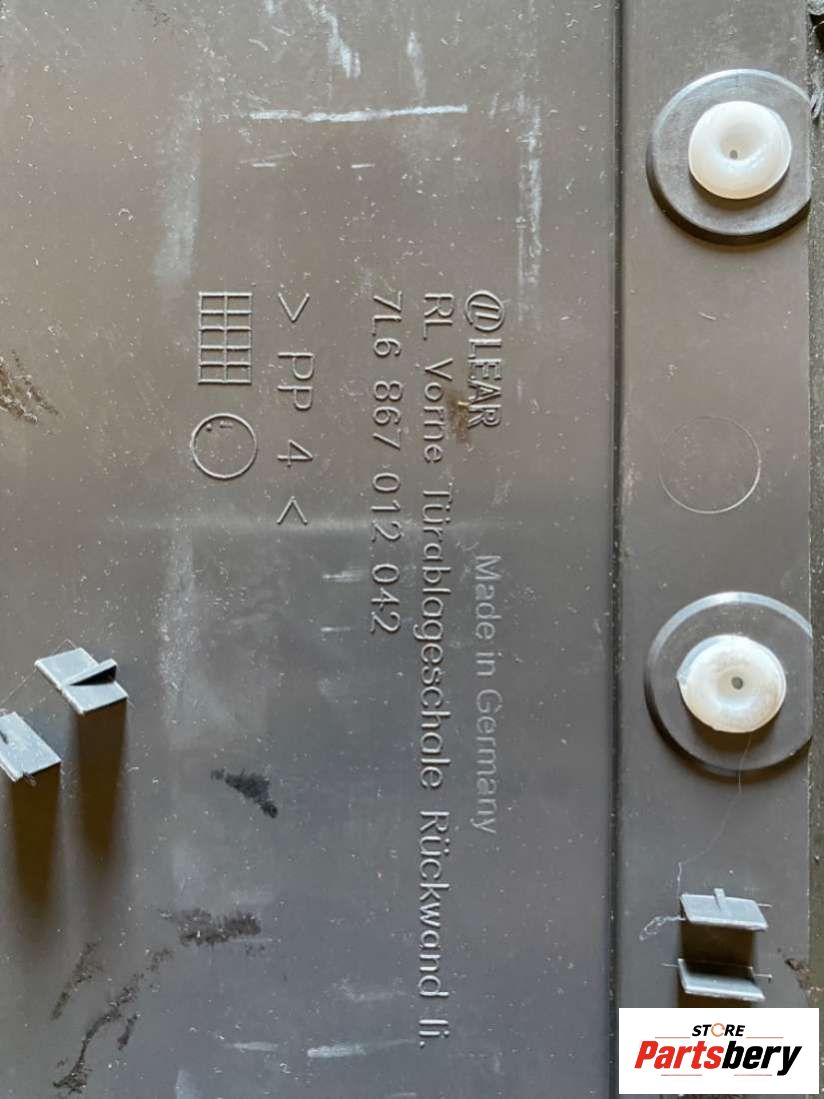 LEAR Made in Germany
RL Vorne Türablageschale Rückwand li.
7L6 867 012 042
> PP 4 <
STORE
Partsbery